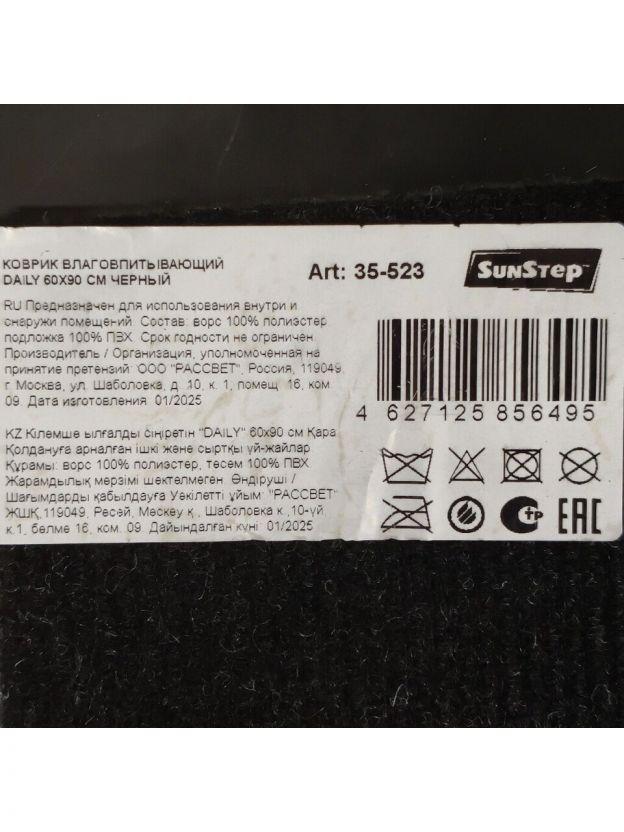 КОВРИК ВЛАГОВПИТЫВАЮЩИЙ
DAILY 60X90 СМ ЧЕРНЫЙ
Art: 35-523
SUNSTEP
RU Предназначен для использования внутри и
снаружи помещений. Состав: ворс 100% полиэстер
подложка 100% ПВХ. Срок годности не ограничен.
Производитель / Организация, уполномоченная на
принятие претензий: ООО "РАССВЕТ". Россия, 119049,
г. Москва, ул. Шаболовка, д. 10, к. 1, помещ. 16, ком.
09. Дата изготовления: 01/2025
KZ Кілемше ылғалды сіңіретін "DAILY" 60х90 см Қара
Қолдануға арналған ішкі және сыртқы үй-жайлар
Құрамы: ворс 100% полиэстер, төсем 100% ПВХ.
Жарамдылық мерзімі шектелмеген. Өндіруші /
Шағымдарды қабылдауға Уәкілетті ұйым: "РАССВЕТ"
ЖШҚ,119049, Ресей, Мәскеу қ., Шаболовка к.,10-үй,
к.1, бөлме 16, ком. 09. Дайындалған күні: 01/2025
4 627125 856495
СТР
EAC